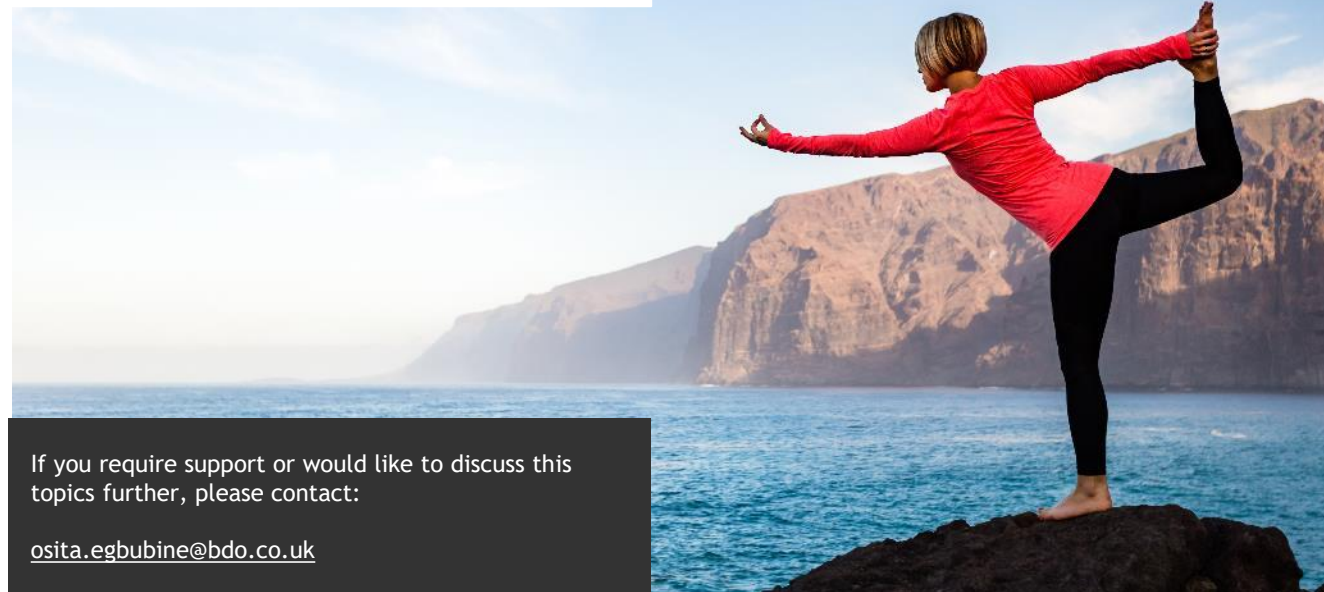 If you require support or would like to discuss this
topics further, please contact:
osita.egbubine@bdo.co.uk